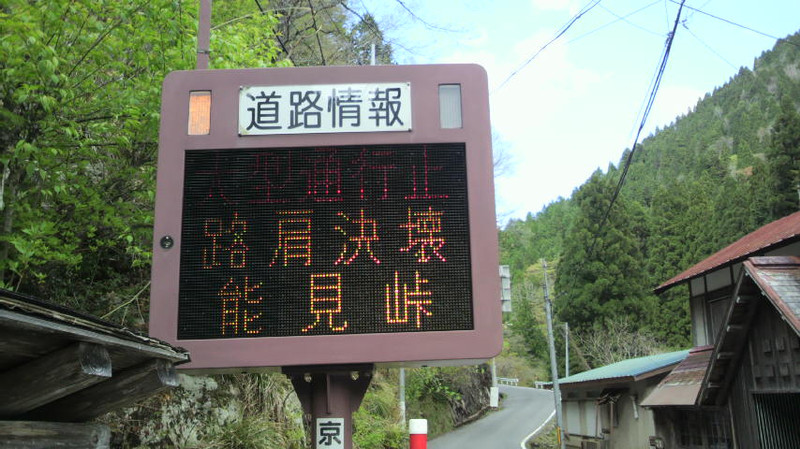 道路情報
大型通行止
路肩決壊
能見峠
京